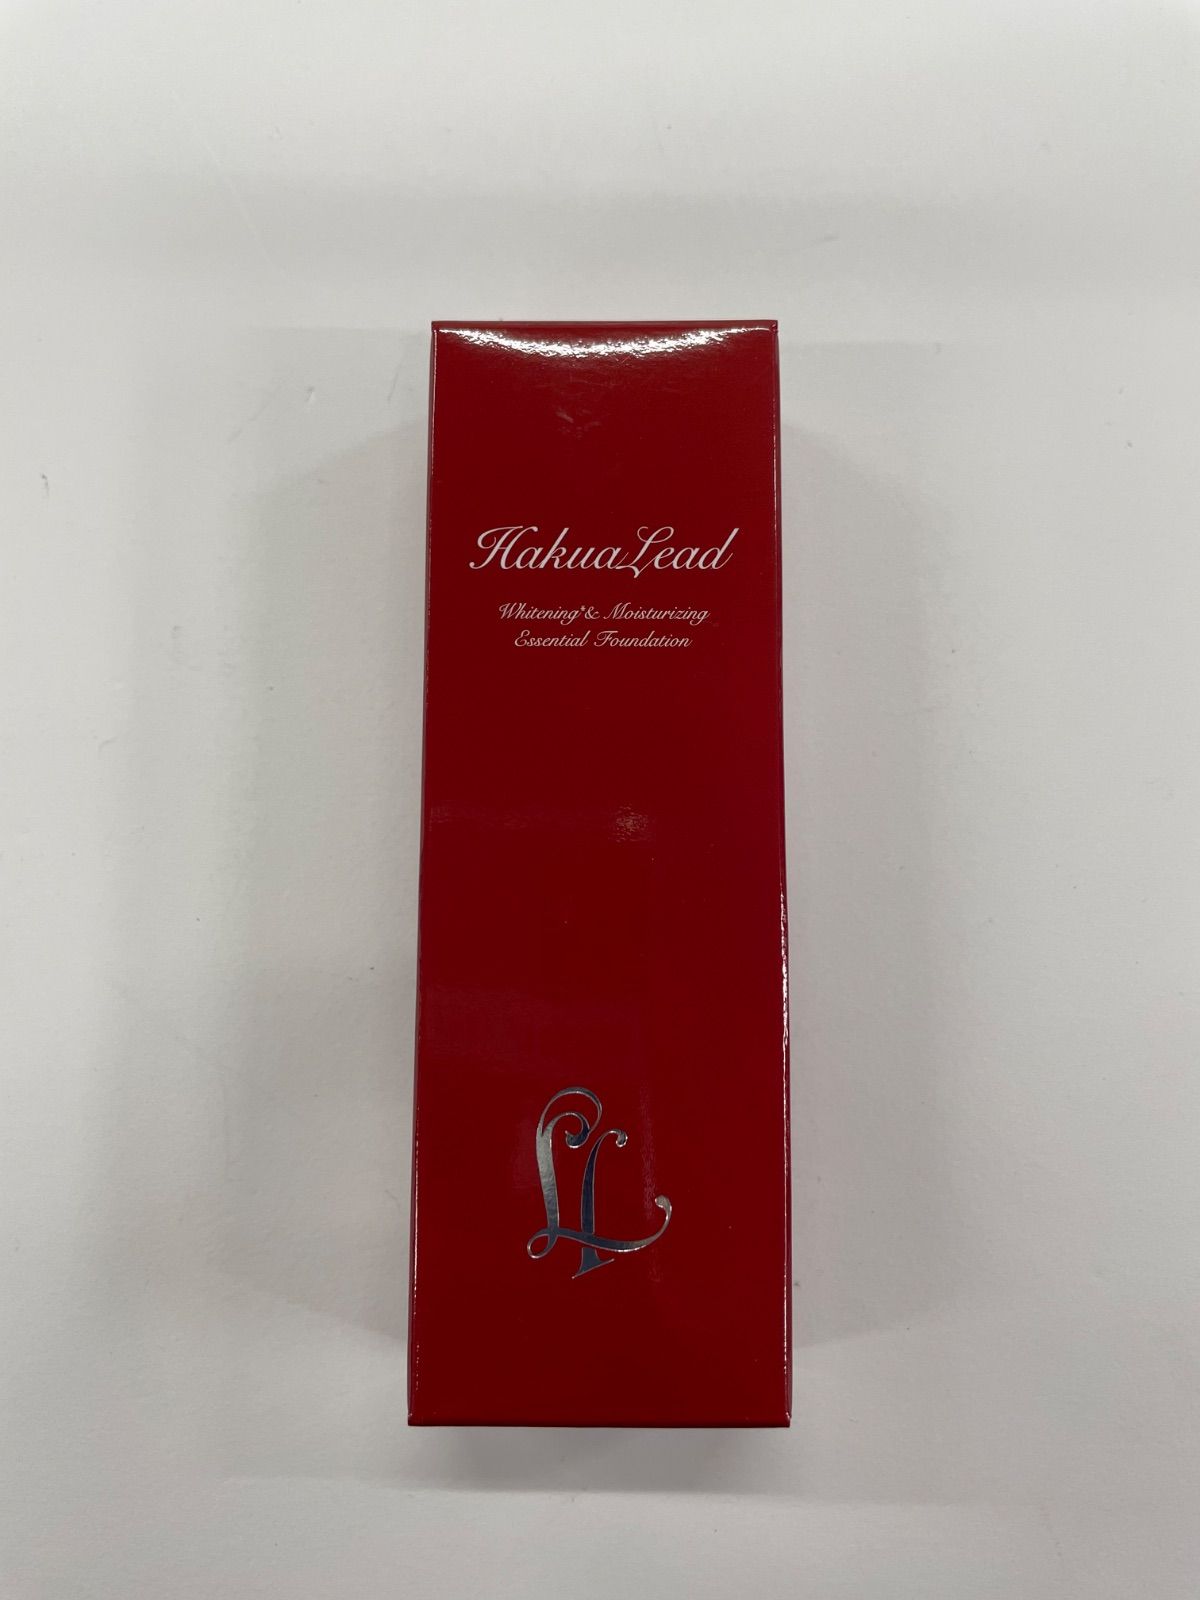 HakuaLead
Whitening*& Moisturizing
Essential Foundation